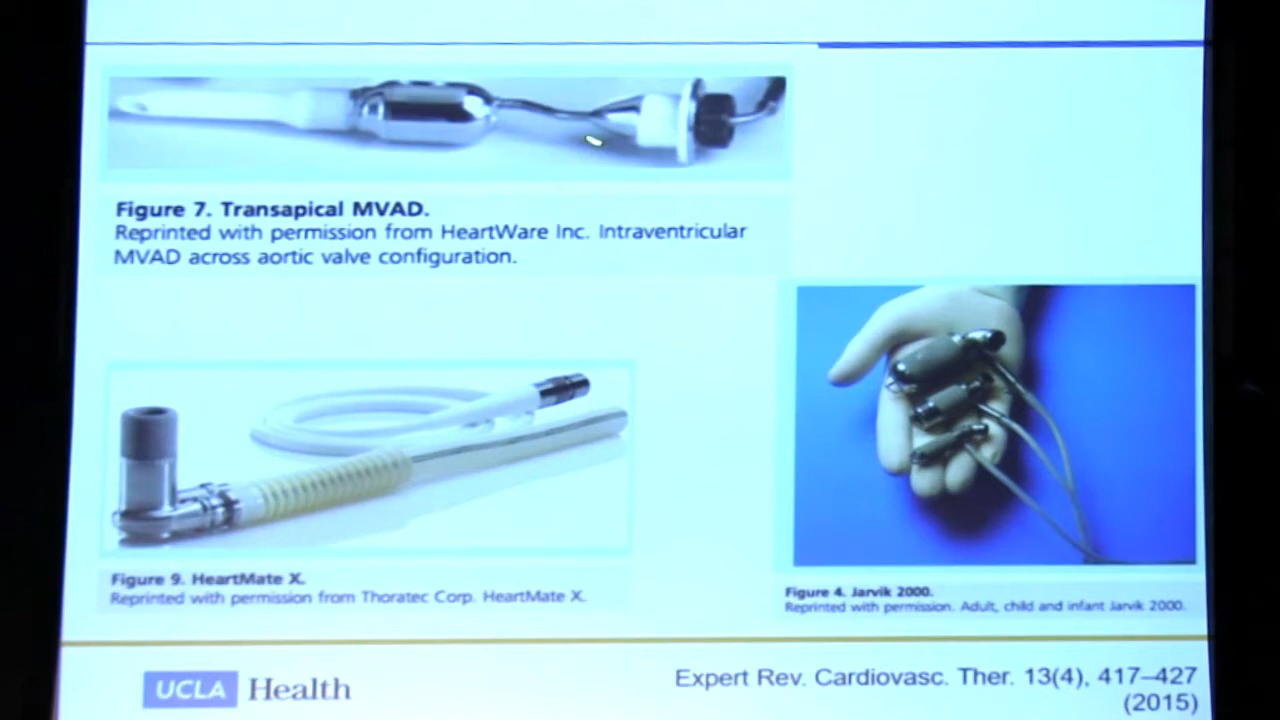 Figure 7. Transapical MVAD.
Reprinted with permission from HeartWare Inc. Intraventricular
MVAD across aortic valve configuration.
Figure 9. HeartMate X.
Reprinted with permission from Thoratec Corp. HeartMate X.
Figure 4. Jarvik 2000.
Reprinted with permission. Adult, child and infant Jarvik 2000.
UCLA Health
Expert Rev. Cardiovasc. Ther. 13(4), 417–427
(2015)